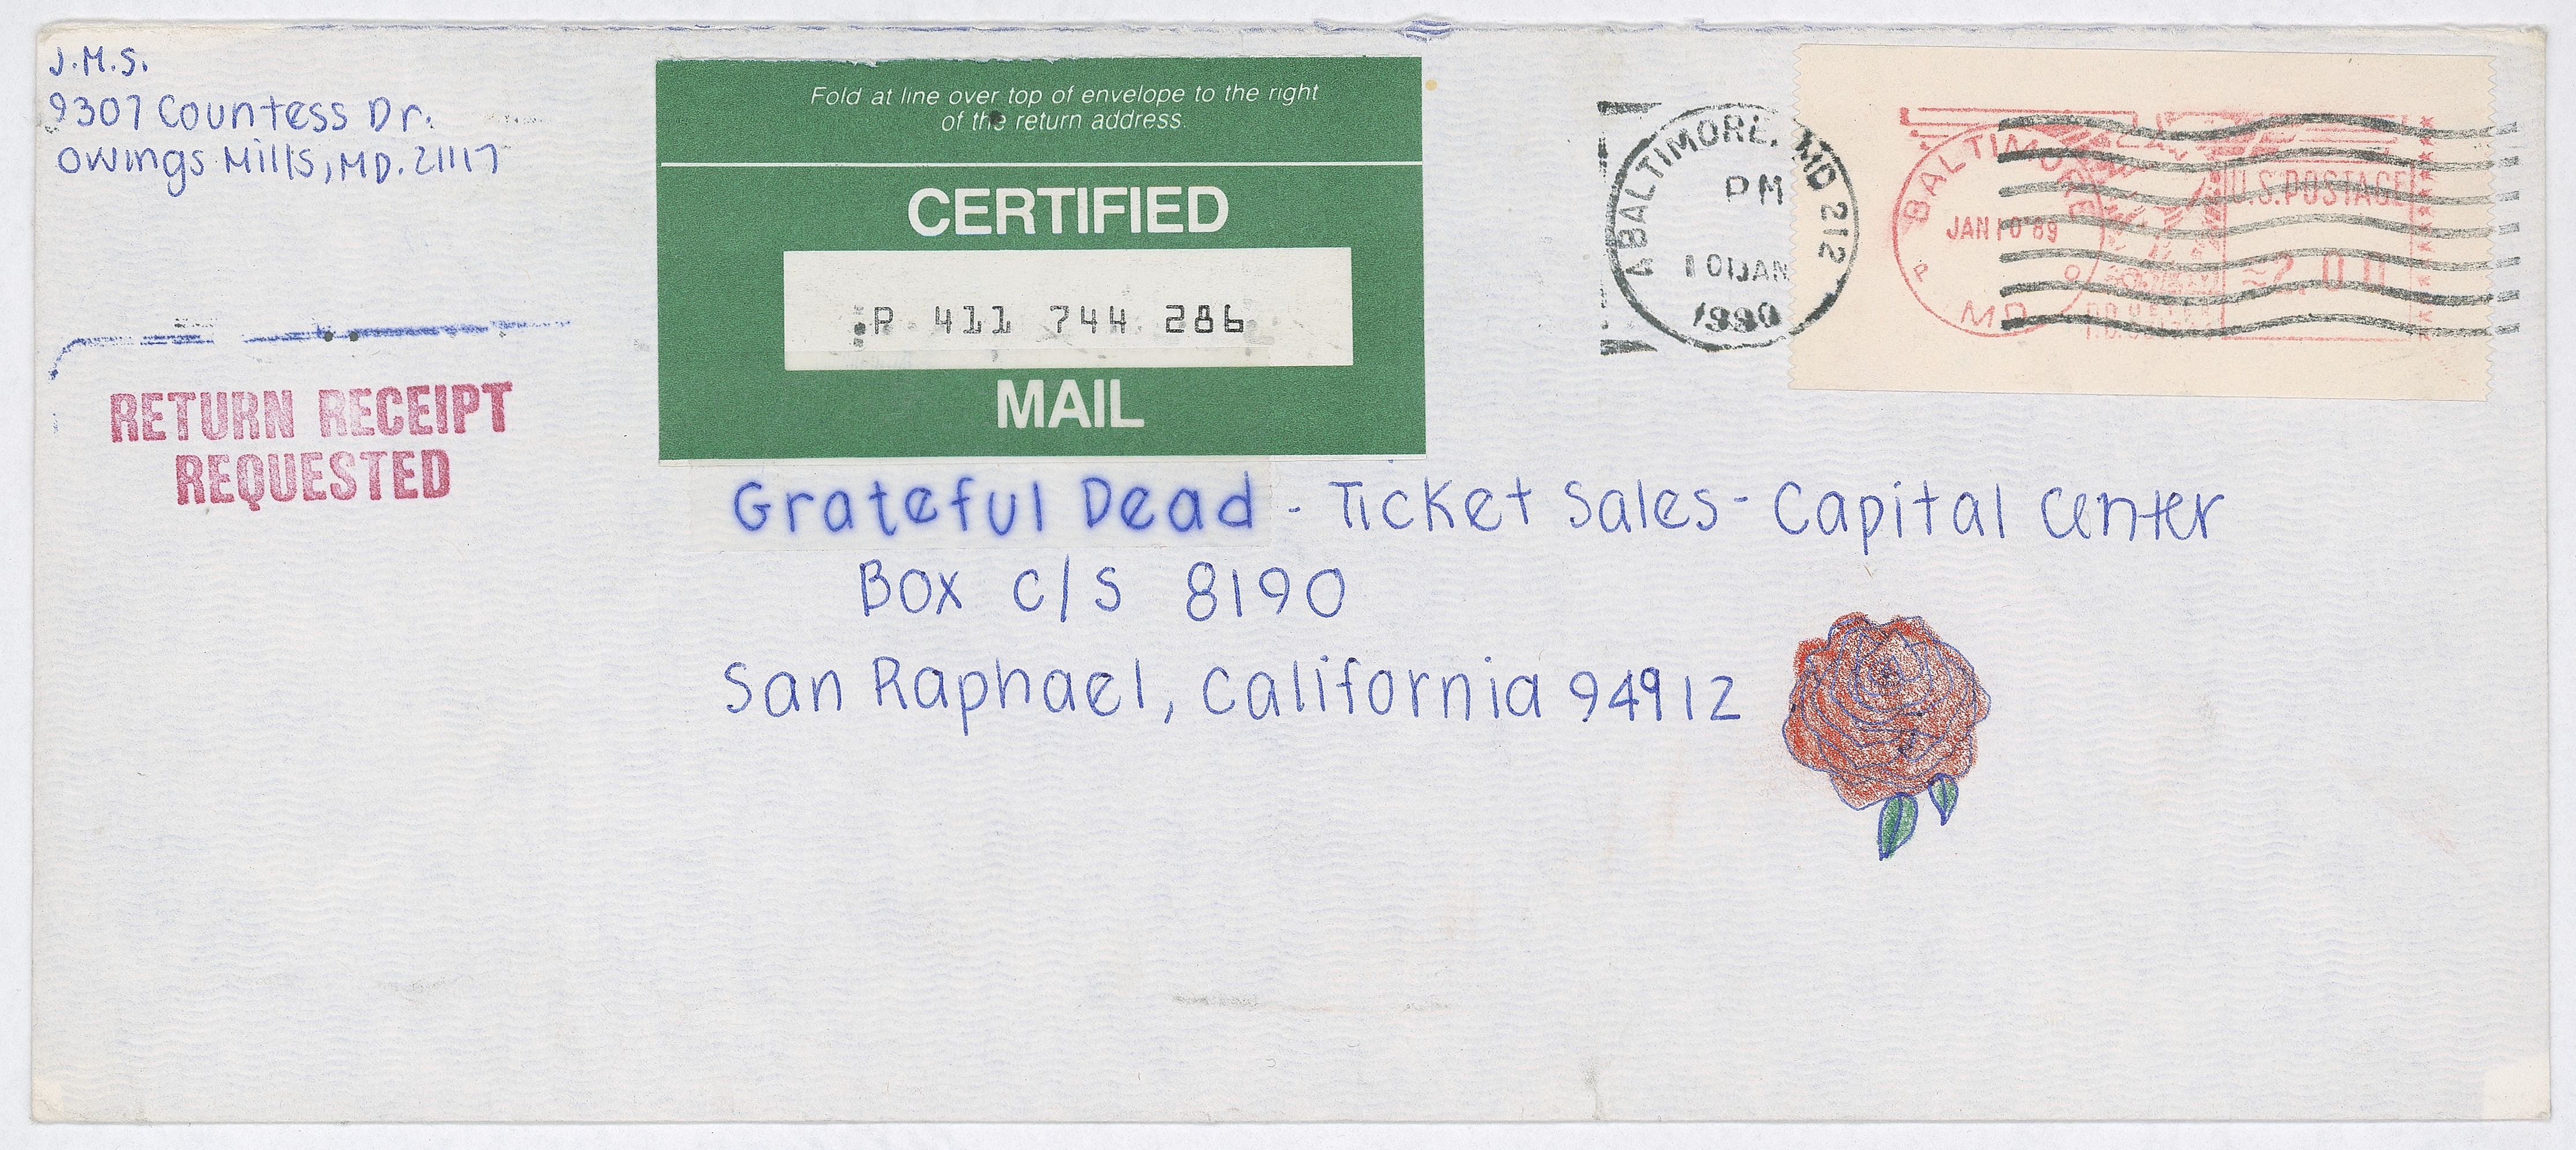 J.M.S.
9307 Countess Dr.
Owings Mills, MD. 21117
RETURN RECEIPT
REQUESTED
Fold at line over top of envelope to the right
of the return address
CERTIFIED
P 411 744 286
MAIL
BALTIMORE, MD 212
PM
10 JAN
1990
BALTIMORE
JAN 10 '89
P O
MD
U.S. POSTAGE
≈2.00
Grateful Dead - Ticket Sales - Capital Center
Box C/S 8190
San Raphael, California 94912